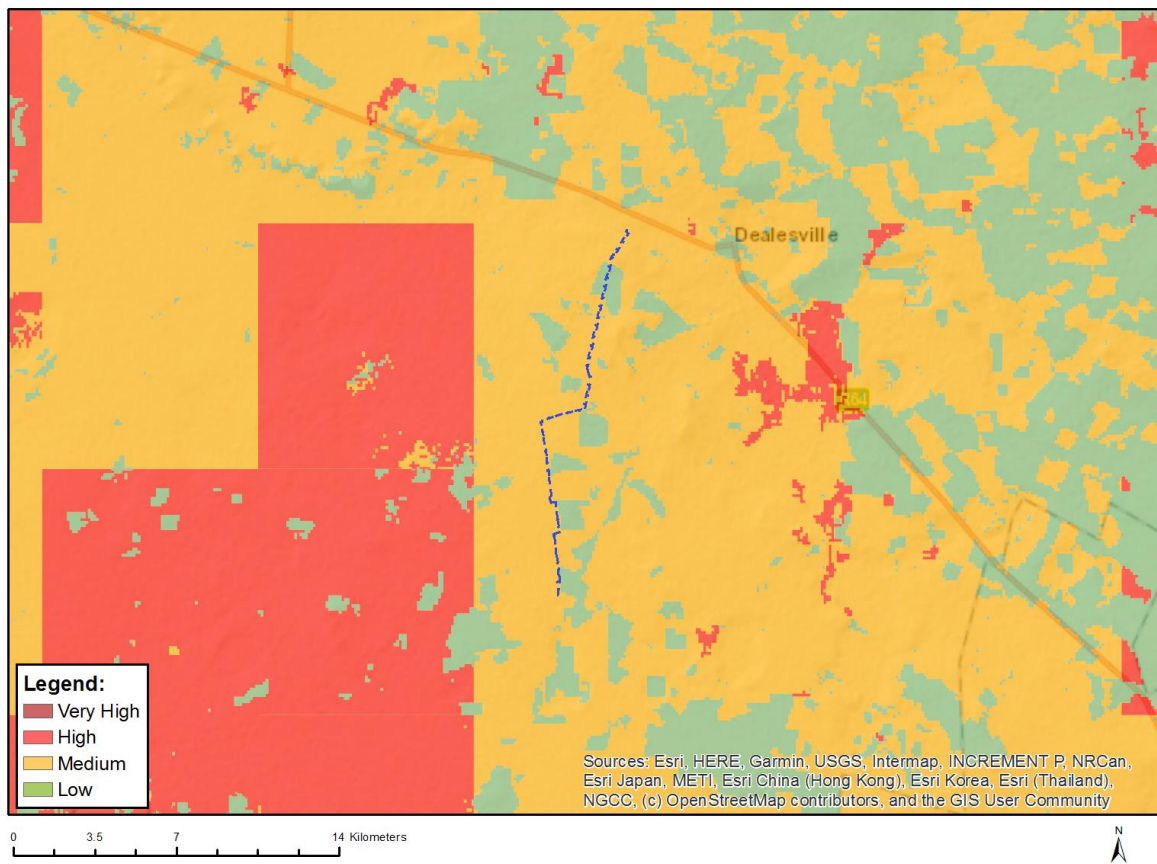 Dealesville
R64
Legend:
Very High
High
Medium
Low
Sources: Esri, HERE, Garmin, USGS, Intermap, INCREMENT P, NRCan,
Esri Japan, METI, Esri China (Hong Kong), Esri Korea, Esri (Thailand),
NGCC, (c) OpenStreetMap contributors, and the GIS User Community
0 3.5 7 14 Kilometers
N